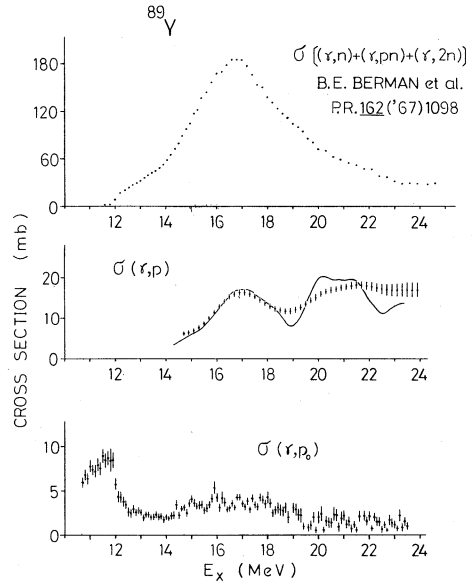 89Y
σ [(γ,n)+(γ,pn)+(γ,2n)]
B.E. BERMAN et al.
P.R. 162 ('67) 1098
180
120
60
0
12 14 16 18 20 22 24
σ(γ,p)
20
10
0
12 14 16 18 20 22 24
σ(γ,p₀)
10
5
0
12 14 16 18 20 22 24
Eₓ (MeV)
CROSS SECTION (mb)